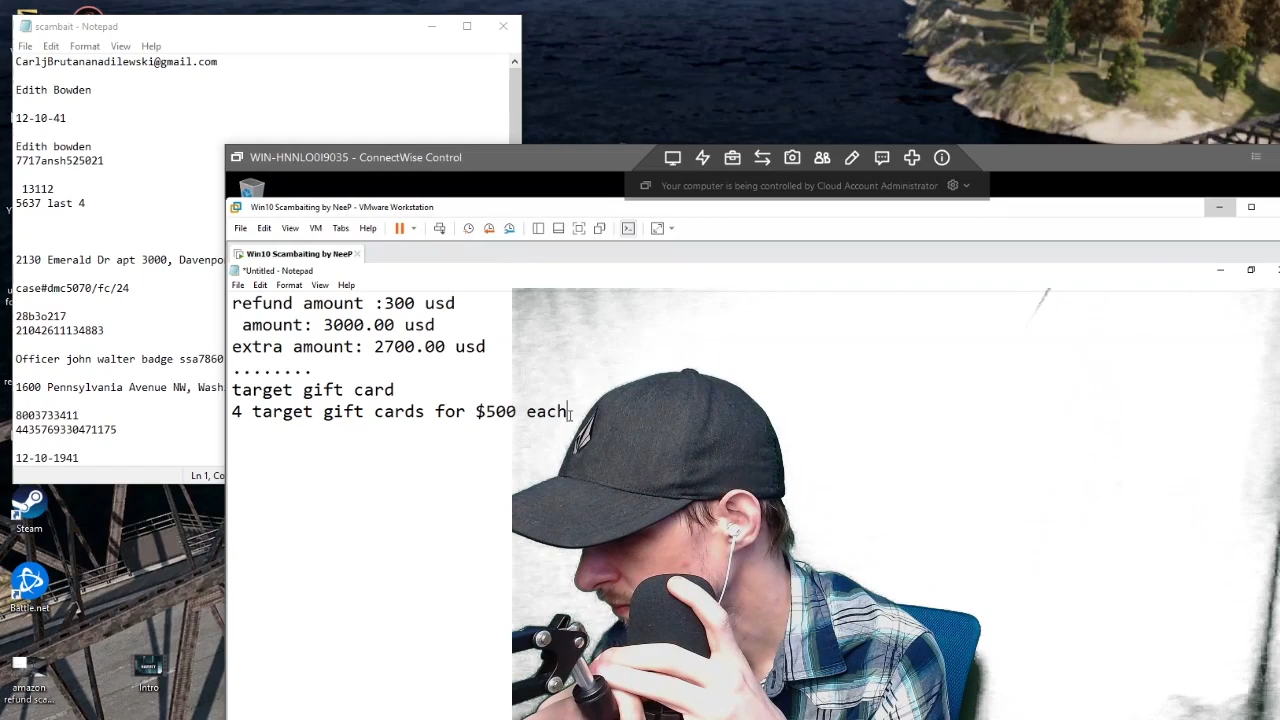 scambait - Notepad
File Edit Format View Help
CarljBrutananadilewski@gmail.com
Edith Bowden
12-10-41
Edith bowden
7717ansh525021
13112
5637 last 4
2130 Emerald Dr apt 3000, Davenpo
case#dmc5070/fc/24
28b3o217
21042611134883
Officer john walter badge ssa7860
1600 Pennsylvania Avenue NW, Wash
8003733411
4435769330471175
12-10-1941
Ln 1, Co
WIN-HNNLO0I9035 - ConnectWise Control
Your computer is being controlled by Cloud Account Administrator
Win10 Scambaiting by NeeP - VMware Workstation
File Edit View VM Tabs Help
Win10 Scambaiting by NeeP
*Untitled - Notepad
File Edit Format View Help
refund amount :300 usd
amount: 3000.00 usd
extra amount: 2700.00 usd
........
target gift card
4 target gift cards for $500 each
Steam
Battle.net
amazon
refund sca...
Intro